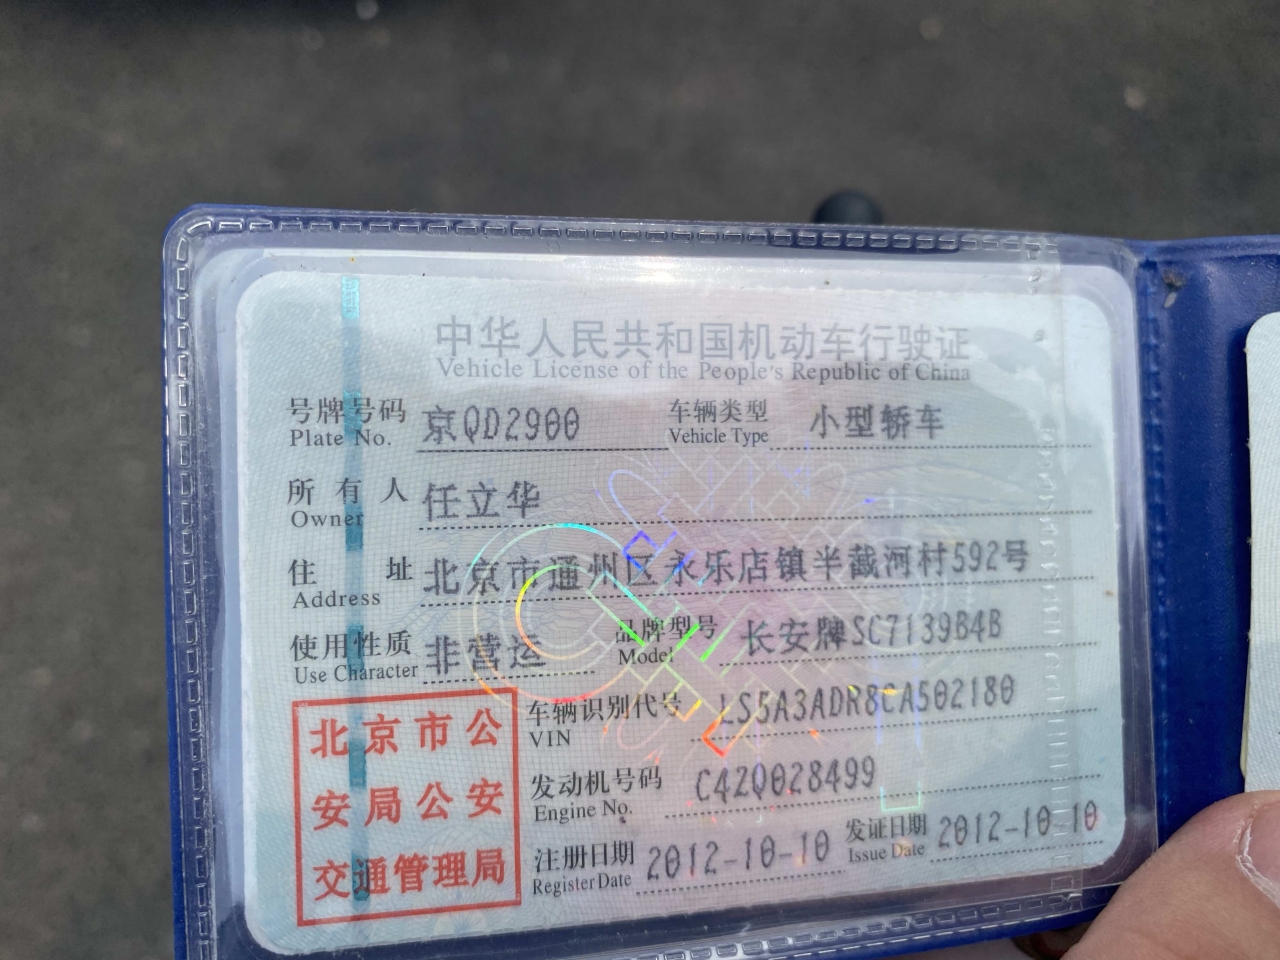 中华人民共和国机动车行驶证
Vehicle License of the People's Republic of China
号牌号码 京QD2900 车辆类型 小型轿车
Plate No. Vehicle Type
所有人 任立华
Owner
住址 北京市通州区永乐店镇半截河村592号
Address
使用性质 非营运 品牌型号 长安牌SC7139B4B
Use Character Model
车辆识别代号 LS5A3ADR8CA502180
VIN
发动机号码 C42Q028499
Engine No.
注册日期 2012-10-10 发证日期 2012-10-10
Register Date Issue Date
北京市公
安局公安
交通管理局